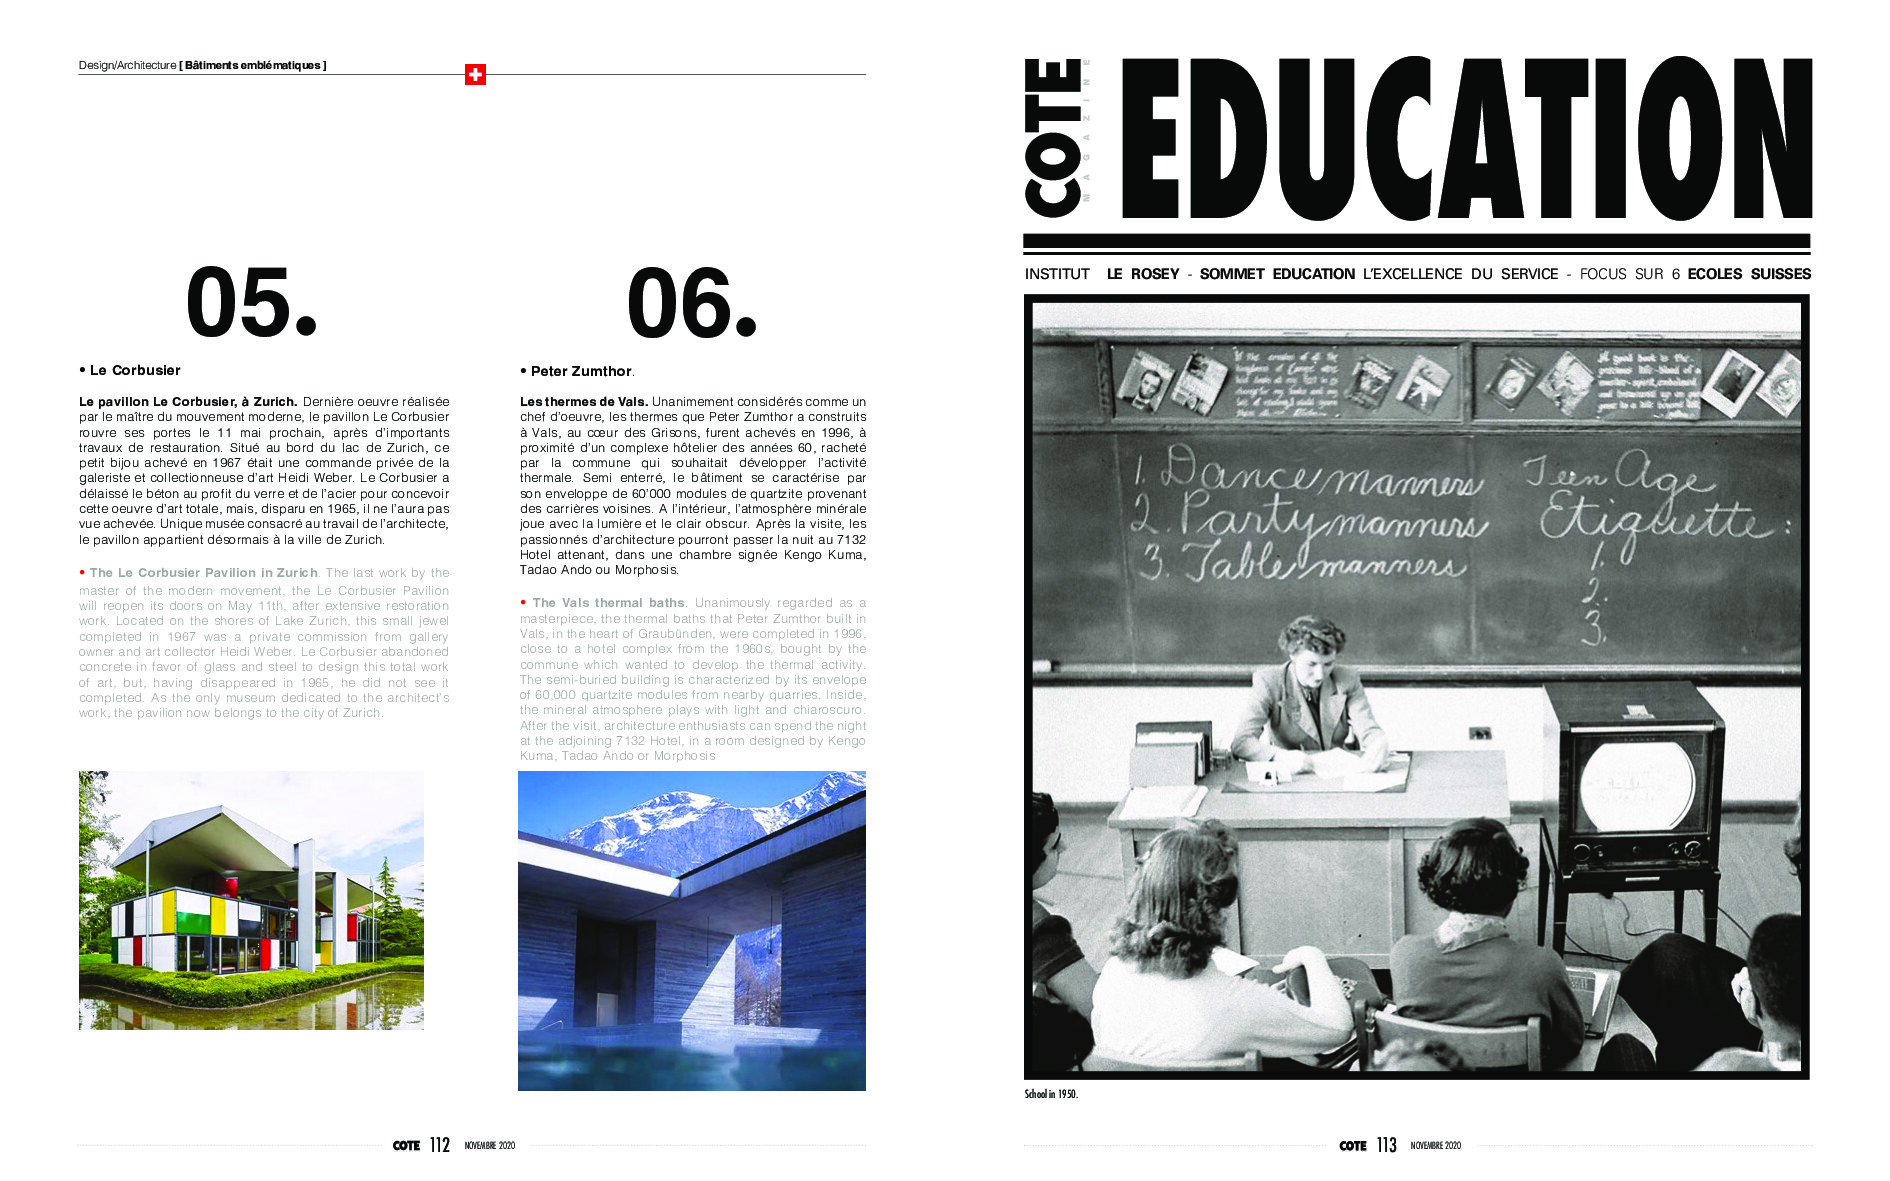 Design/Architecture [ Bâtiments emblématiques ]
05.
• Le Corbusier
Le pavillon Le Corbusier, à Zurich. Dernière oeuvre réalisée
par le maître du mouvement moderne, le pavillon Le Corbusier
rouvre ses portes le 11 mai prochain, après d'importants
travaux de restauration. Situé au bord du lac de Zurich, ce
petit bijou achevé en 1967 était une commande privée de la
galeriste et collectionneuse d'art Heidi Weber. Le Corbusier a
délaissé le béton au profit du verre et de l'acier pour concevoir
cette oeuvre d'art totale, mais, disparu en 1965, il ne l'aura pas
vue achevée. Unique musée consacré au travail de l'architecte,
le pavillon appartient désormais à la ville de Zurich.
• The Le Corbusier Pavilion in Zurich. The last work by the
master of the modern movement, the Le Corbusier Pavilion
will reopen its doors on May 11th, after extensive restoration
work. Located on the shores of Lake Zurich, this small jewel
completed in 1967 was a private commission from gallery
owner and art collector Heidi Weber. Le Corbusier abandoned
concrete in favor of glass and steel to design this total work
of art, but, having disappeared in 1965, he did not see it
completed. As the only museum dedicated to the architect's
work, the pavilion now belongs to the city of Zurich.
06.
• Peter Zumthor.
Les thermes de Vals. Unanimement considérés comme un
chef d'oeuvre, les thermes que Peter Zumthor a construits
à Vals, au cœur des Grisons, furent achevés en 1996, à
proximité d'un complexe hôtelier des années 60, racheté
par la commune qui souhaitait développer l'activité
thermale. Semi enterré, le bâtiment se caractérise par
son enveloppe de 60'000 modules de quartzite provenant
des carrières voisines. A l'intérieur, l'atmosphère minérale
joue avec la lumière et le clair obscur. Après la visite, les
passionnés d'architecture pourront passer la nuit au 7132
Hotel attenant, dans une chambre signée Kengo Kuma,
Tadao Ando ou Morphosis.
• The Vals thermal baths. Unanimously regarded as a
masterpiece, the thermal baths that Peter Zumthor built in
Vals, in the heart of Graubünden, were completed in 1996,
close to a hotel complex from the 1960s, bought by the
commune which wanted to develop the thermal activity.
The semi-buried building is characterized by its envelope
of 60,000 quartzite modules from nearby quarries. Inside,
the mineral atmosphere plays with light and chiaroscuro.
After the visit, architecture enthusiasts can spend the night
at the adjoining 7132 Hotel, in a room designed by Kengo
Kuma, Tadao Ando or Morphosis
COTE 112 NOVEMBRE 2020
COTE
MAGAZINE
EDUCATION
INSTITUT LE ROSEY - SOMMET EDUCATION L'EXCELLENCE DU SERVICE - FOCUS SUR 6 ECOLES SUISSES
1. Dance manners
2. Party manners
3. Table manners
Teen Age
Etiquette:
1.
2.
3.
School in 1950.
COTE 113 NOVEMBRE 2020